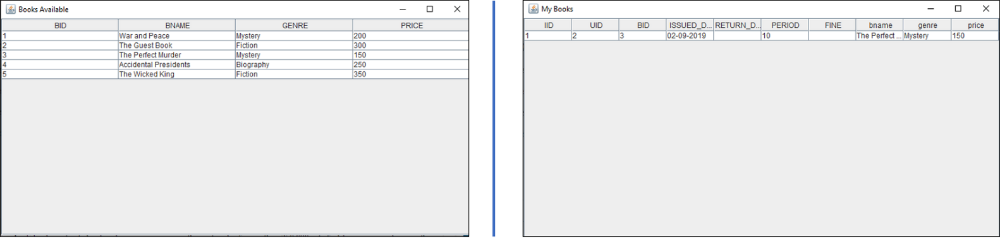 Books Available
BID BNAME GENRE PRICE
1 War and Peace Mystery 200
2 The Guest Book Fiction 300
3 The Perfect Murder Mystery 150
4 Accidental Presidents Biography 250
5 The Wicked King Fiction 350
My Books
IID UID BID ISSUED_D... RETURN_D... PERIOD FINE bname genre price
1 2 3 02-09-2019 10 The Perfect ... Mystery 150